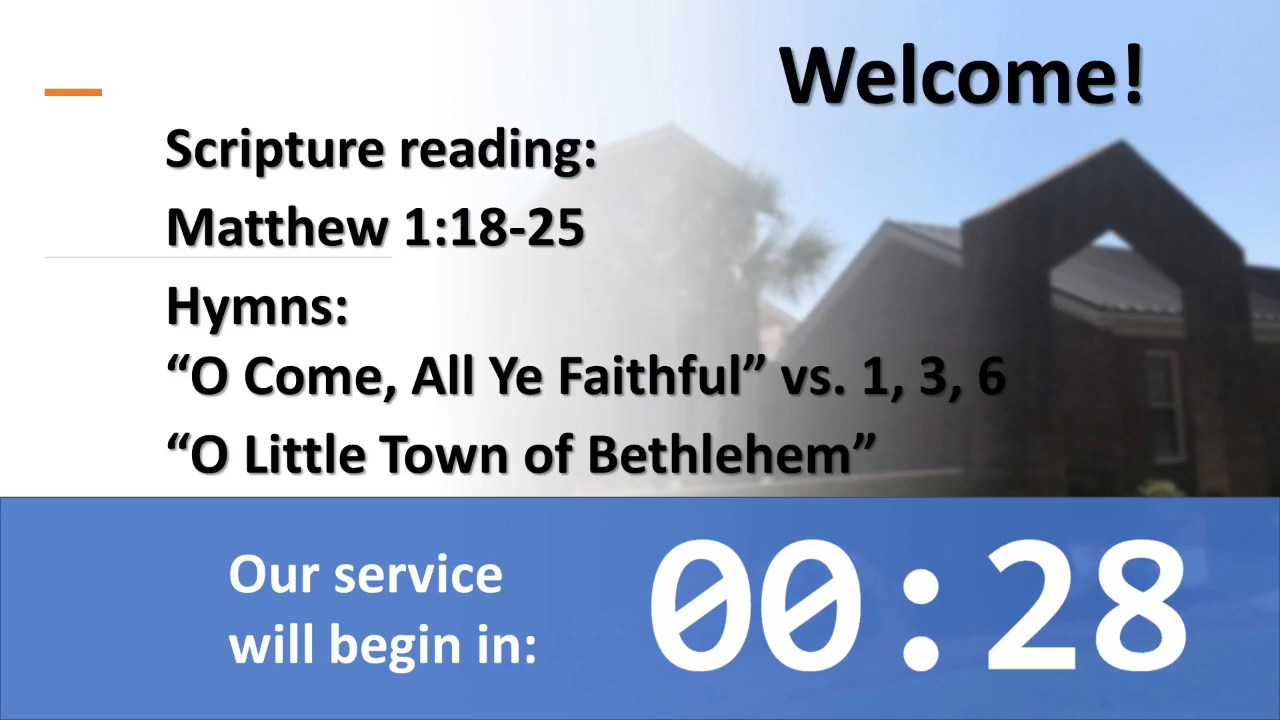 Welcome!
Scripture reading:
Matthew 1:18-25
Hymns:
“O Come, All Ye Faithful” vs. 1, 3, 6
“O Little Town of Bethlehem”
Our service
will begin in:
00:28